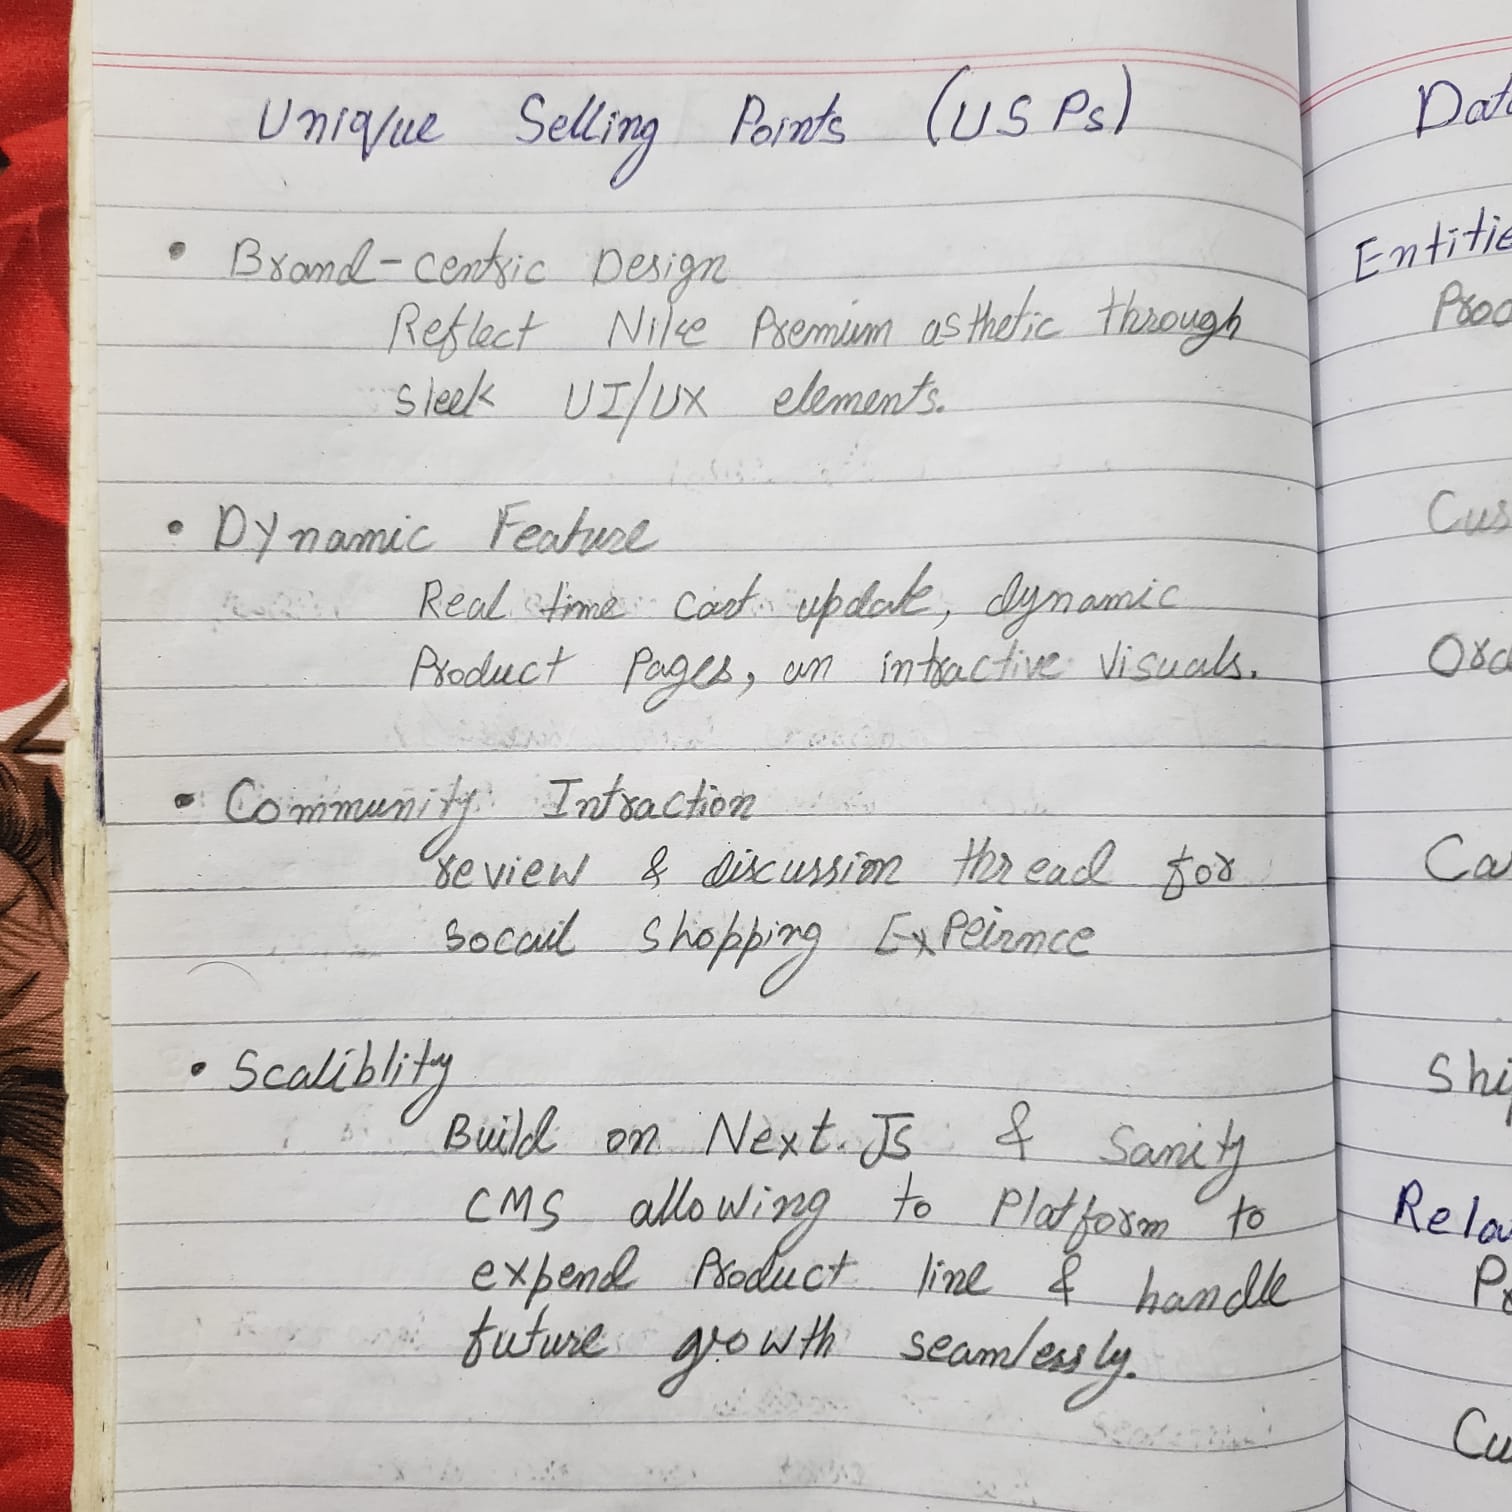 Unique Selling Points (USPs)
• Brand-centric Design
Reflect Nike Premium asthetic through
sleek UI/UX elements.
• Dynamic Feature
Real time cart update, dynamic
Product Pages, an intractive visuals.
• Community Intraction
review & discussion thread for
socail shopping ExPeirnce
• Scaliblity
Build on Next.Js & Sanity
CMS allowing to Platform to
expend Product line & handle
future growth seamlessly.
Dat
Entitie
Prod
Cus
Ord
Ca
Ship
Rela
Pr
Cu